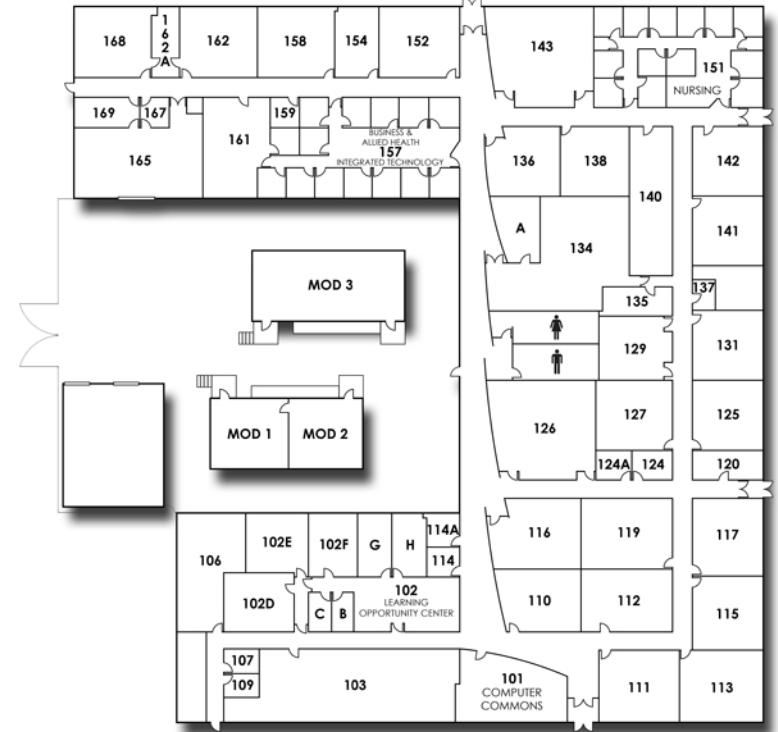 168
1
6
2
A
162
158
154
152
143
151
NURSING
169
167
159
161
165
BUSINESS &
ALLIED HEALTH
157
INTEGRATED TECHNOLOGY
136
138
142
140
A
134
141
MOD 3
137
135
129
131
MOD 1
MOD 2
126
127
125
124A
124
120
106
102E
102F
G
H
114A
114
116
119
117
102D
C
B
102
LEARNING
OPPORTUNITY CENTER
110
112
115
107
109
103
101
COMPUTER
COMMONS
111
113